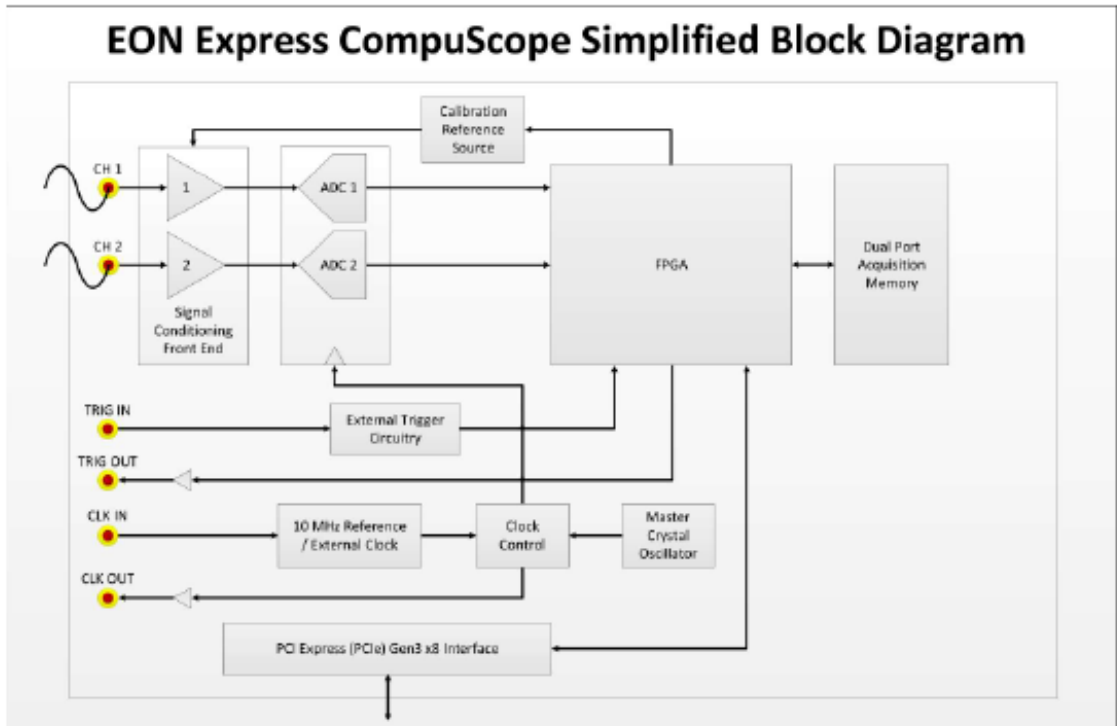 EON Express CompuScope Simplified Block Diagram
Calibration
Reference
Source
CH 1
1
ADC 1
CH 2
2
ADC 2
FPGA
Dual Port
Acquisition
Memory
Signal
Conditioning
Front End
TRIG IN
External Trigger
Circuitry
TRIG OUT
CLK IN
10 MHz Reference
/ External Clock
Clock
Control
Master
Crystal
Oscillator
CLK OUT
PCI Express (PCIe) Gen3 x8 Interface